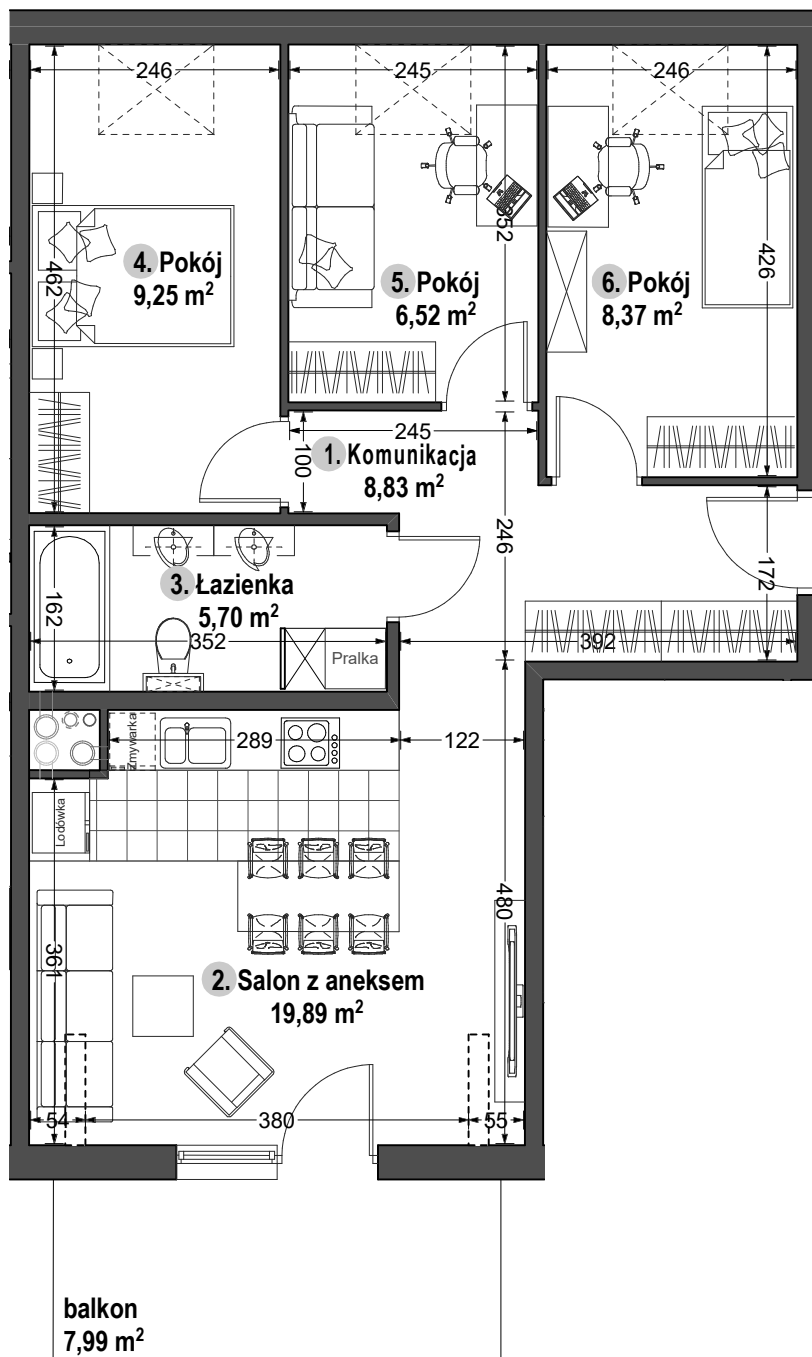 246
245
246
352
462
426
4. Pokój
9,25 m²
5. Pokój
6,52 m²
6. Pokój
8,37 m²
245
100
1. Komunikacja
8,83 m²
246
172
3. Łazienka
5,70 m²
162
352
392
Pralka
Zmywarka
289
122
Lodówka
480
361
2. Salon z aneksem
19,89 m²
54
380
55
balkon
7,99 m²